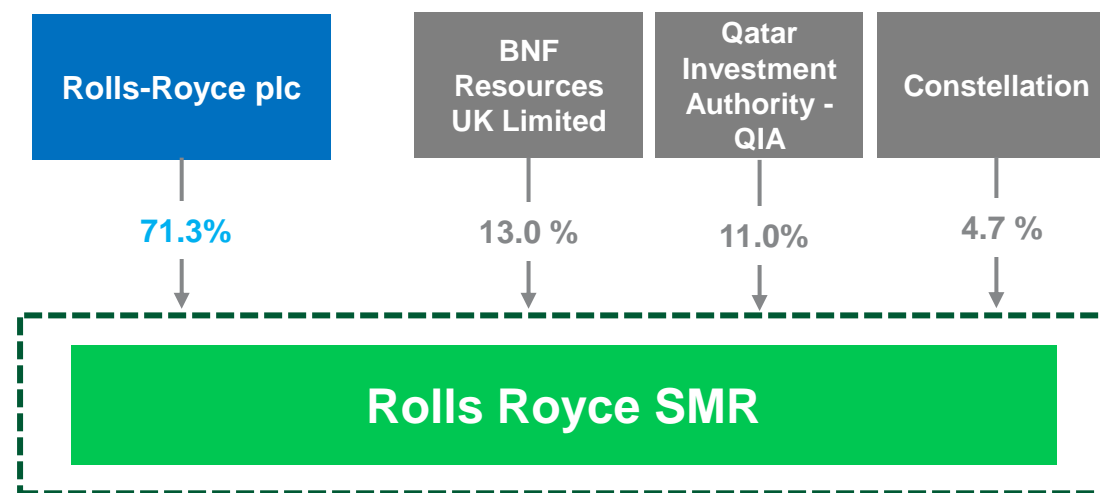 Rolls-Royce plc
BNF
Resources
UK Limited
Qatar
Investment
Authority -
QIA
Constellation
71.3%
13.0 %
11.0%
4.7 %
Rolls Royce SMR